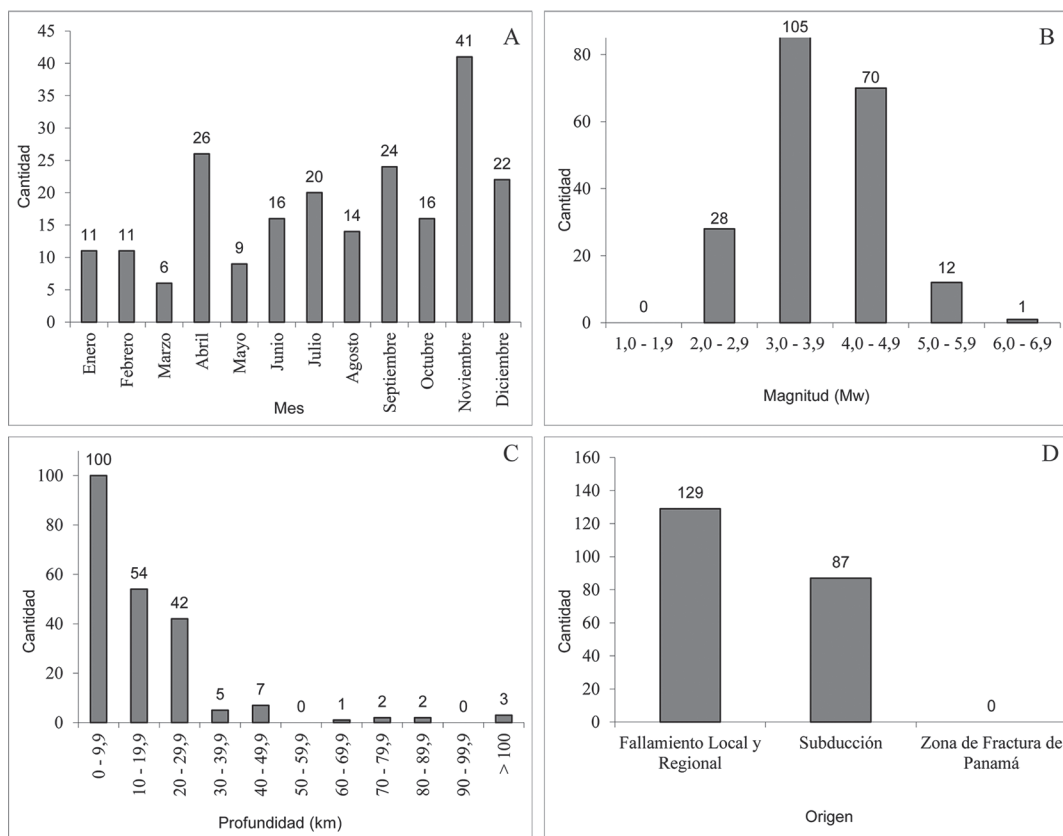 A
Cantidad
45
40
35
30
25
20
15
10
5
0
11
11
6
26
9
16
20
14
24
16
41
22
Enero
Febrero
Marzo
Abril
Mayo
Junio
Julio
Agosto
Septiembre
Octubre
Noviembre
Diciembre
Mes
B
Cantidad
80
60
40
20
0
0
28
105
70
12
1
1,0 - 1,9
2,0 - 2,9
3,0 - 3,9
4,0 - 4,9
5,0 - 5,9
6,0 - 6,9
Magnitud (Mw)
C
Cantidad
100
80
60
40
20
0
100
54
42
5
7
0
1
2
2
0
3
0 - 9,9
10 - 19,9
20 - 29,9
30 - 39,9
40 - 49,9
50 - 59,9
60 - 69,9
70 - 79,9
80 - 89,9
90 - 99,9
> 100
Profundidad (km)
D
Cantidad
160
140
120
100
80
60
40
20
0
129
87
0
Fallamiento Local y
Regional
Subducción
Zona de Fractura de
Panamá
Origen